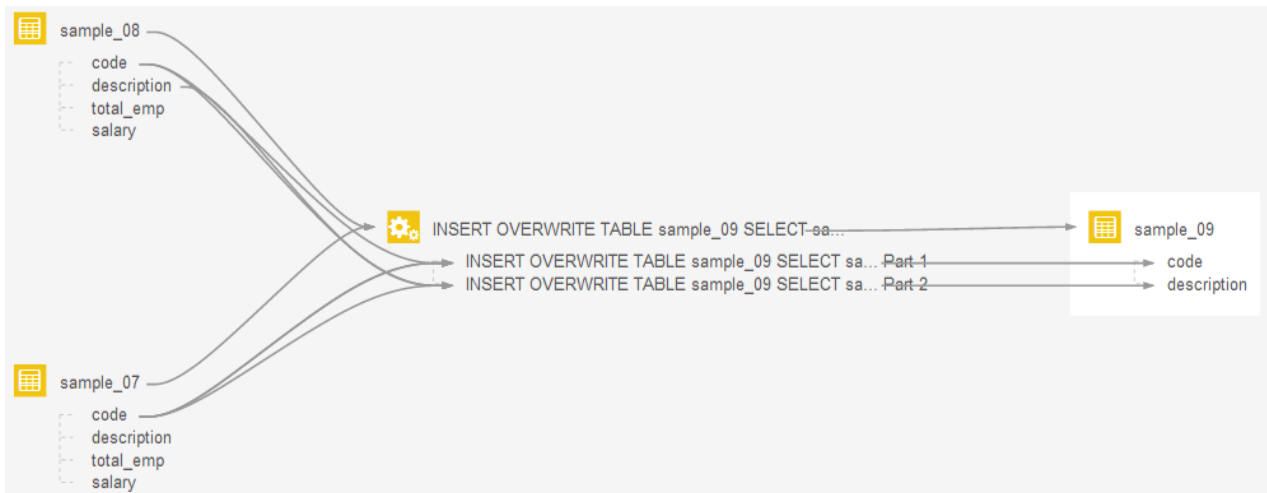 sample_08
code
description
total_emp
salary
INSERT OVERWRITE TABLE sample_09 SELECT sa...
INSERT OVERWRITE TABLE sample_09 SELECT sa... Part 1
INSERT OVERWRITE TABLE sample_09 SELECT sa... Part 2
sample_09
code
description
sample_07
code
description
total_emp
salary